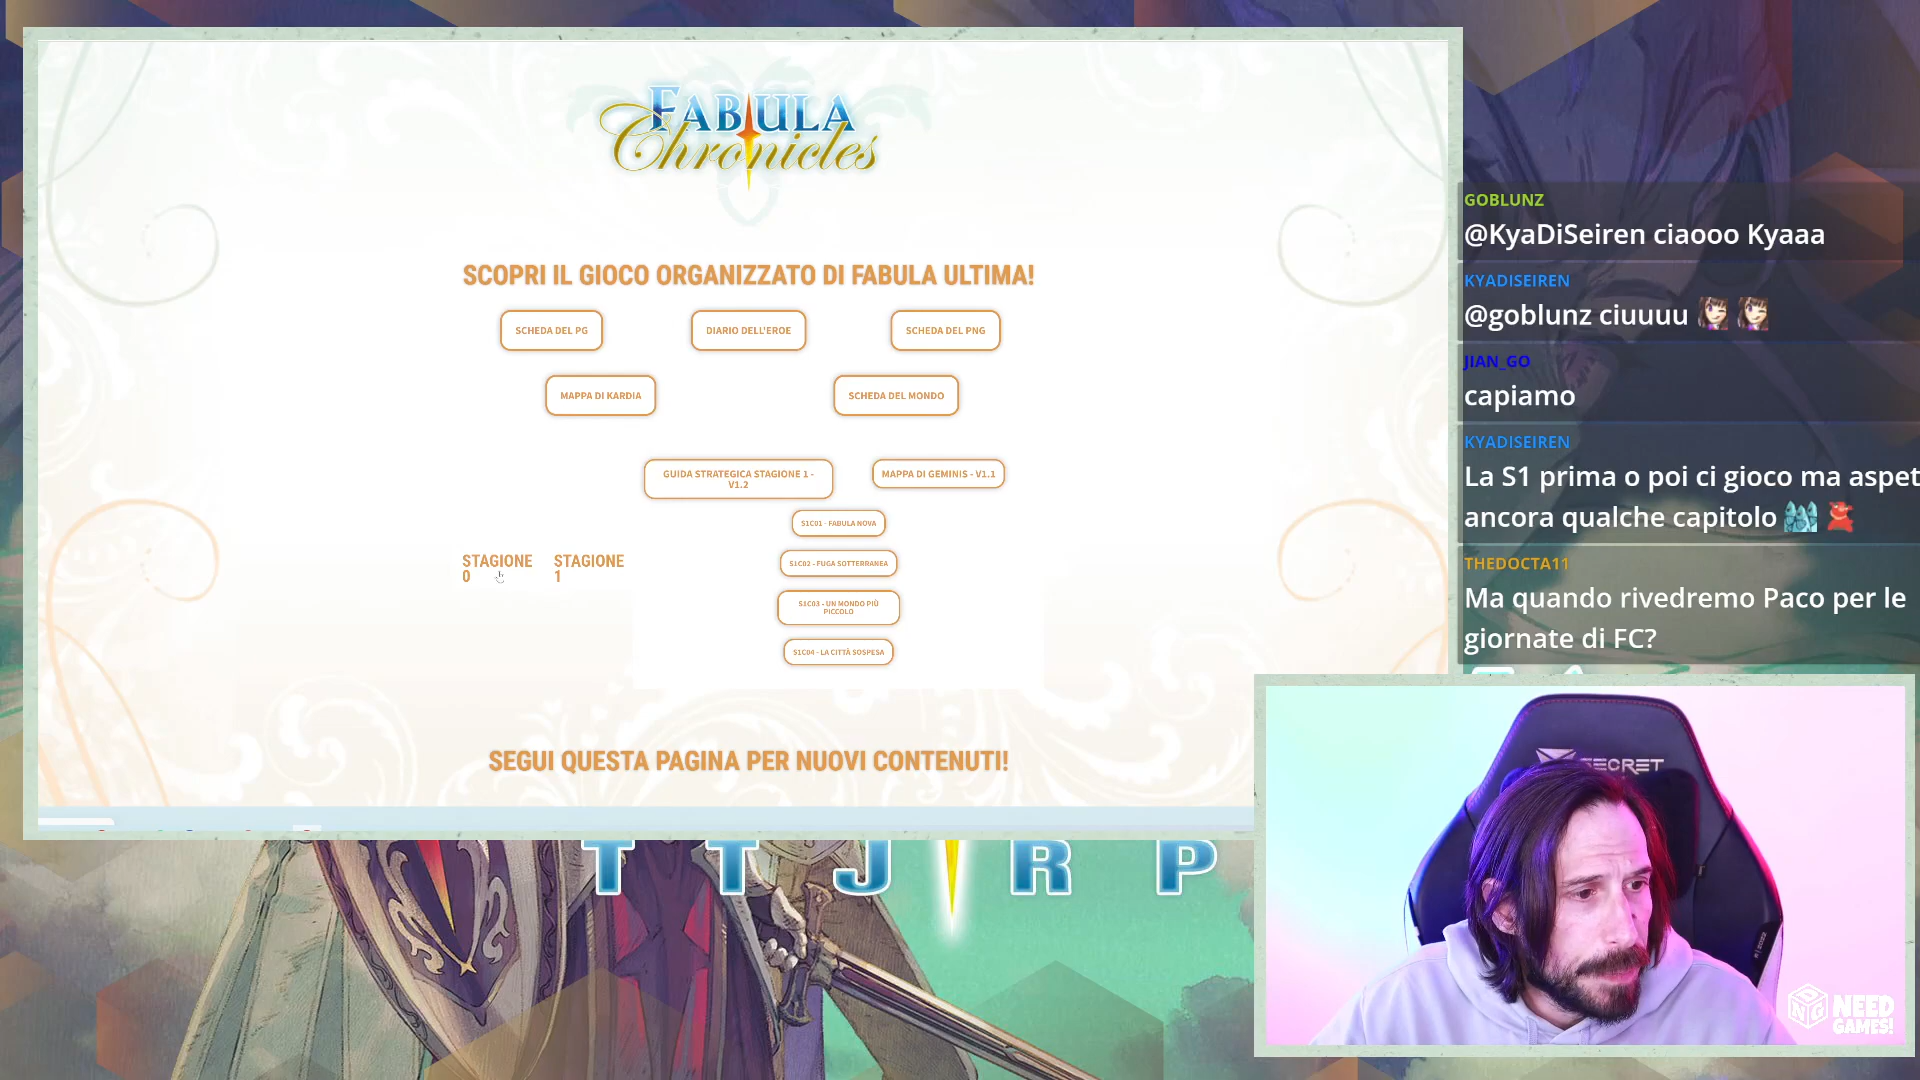 FABULA
Chronicles
SCOPRI IL GIOCO ORGANIZZATO DI FABULA ULTIMA!
SCHEDA DEL PG
DIARIO DELL'EROE
SCHEDA DEL PNG
MAPPA DI KARDIA
SCHEDA DEL MONDO
GUIDA STRATEGICA STAGIONE 1 -
V1.2
MAPPA DI GEMINIS - V1.1
STAGIONE
0
STAGIONE
1
S1C01 - FABULA NOVA
S1C02 - FUGA SOTTERRANEA
S1C03 - UN MONDO PIÙ
PICCOLO
S1C04 - LA CITTÀ SOSPESA
SEGUI QUESTA PAGINA PER NUOVI CONTENUTI!
GOBLUNZ
@KyaDiSeiren ciaooo Kyaaa
KYADISEIREN
@goblunz ciuuuu
JIAN_GO
capiamo
KYADISEIREN
La S1 prima o poi ci gioco ma aspet
ancora qualche capitolo
THEDOCTA11
Ma quando rivedremo Paco per le
giornate di FC?
TTJRP
SECRET
NEED
GAMES!